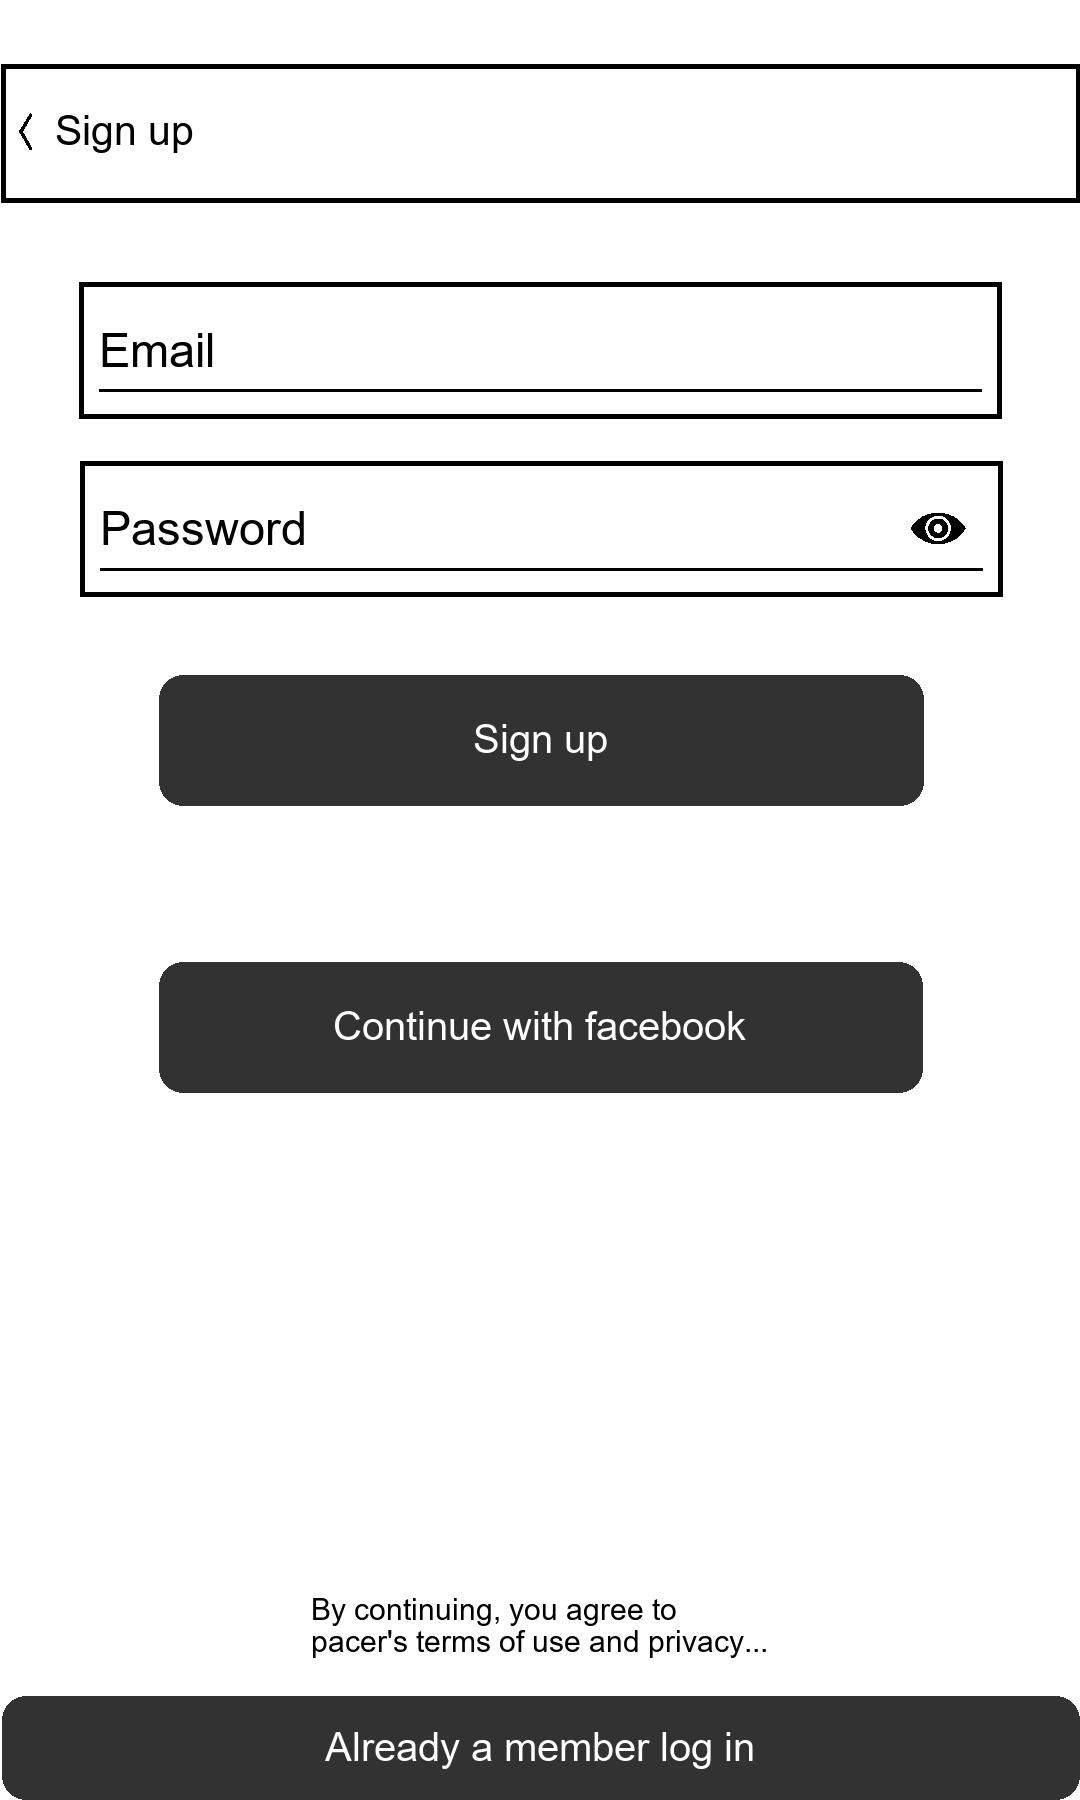 Sign up
Email
Password
Sign up
Continue with facebook
By continuing, you agree to
pacer's terms of use and privacy...
Already a member log in